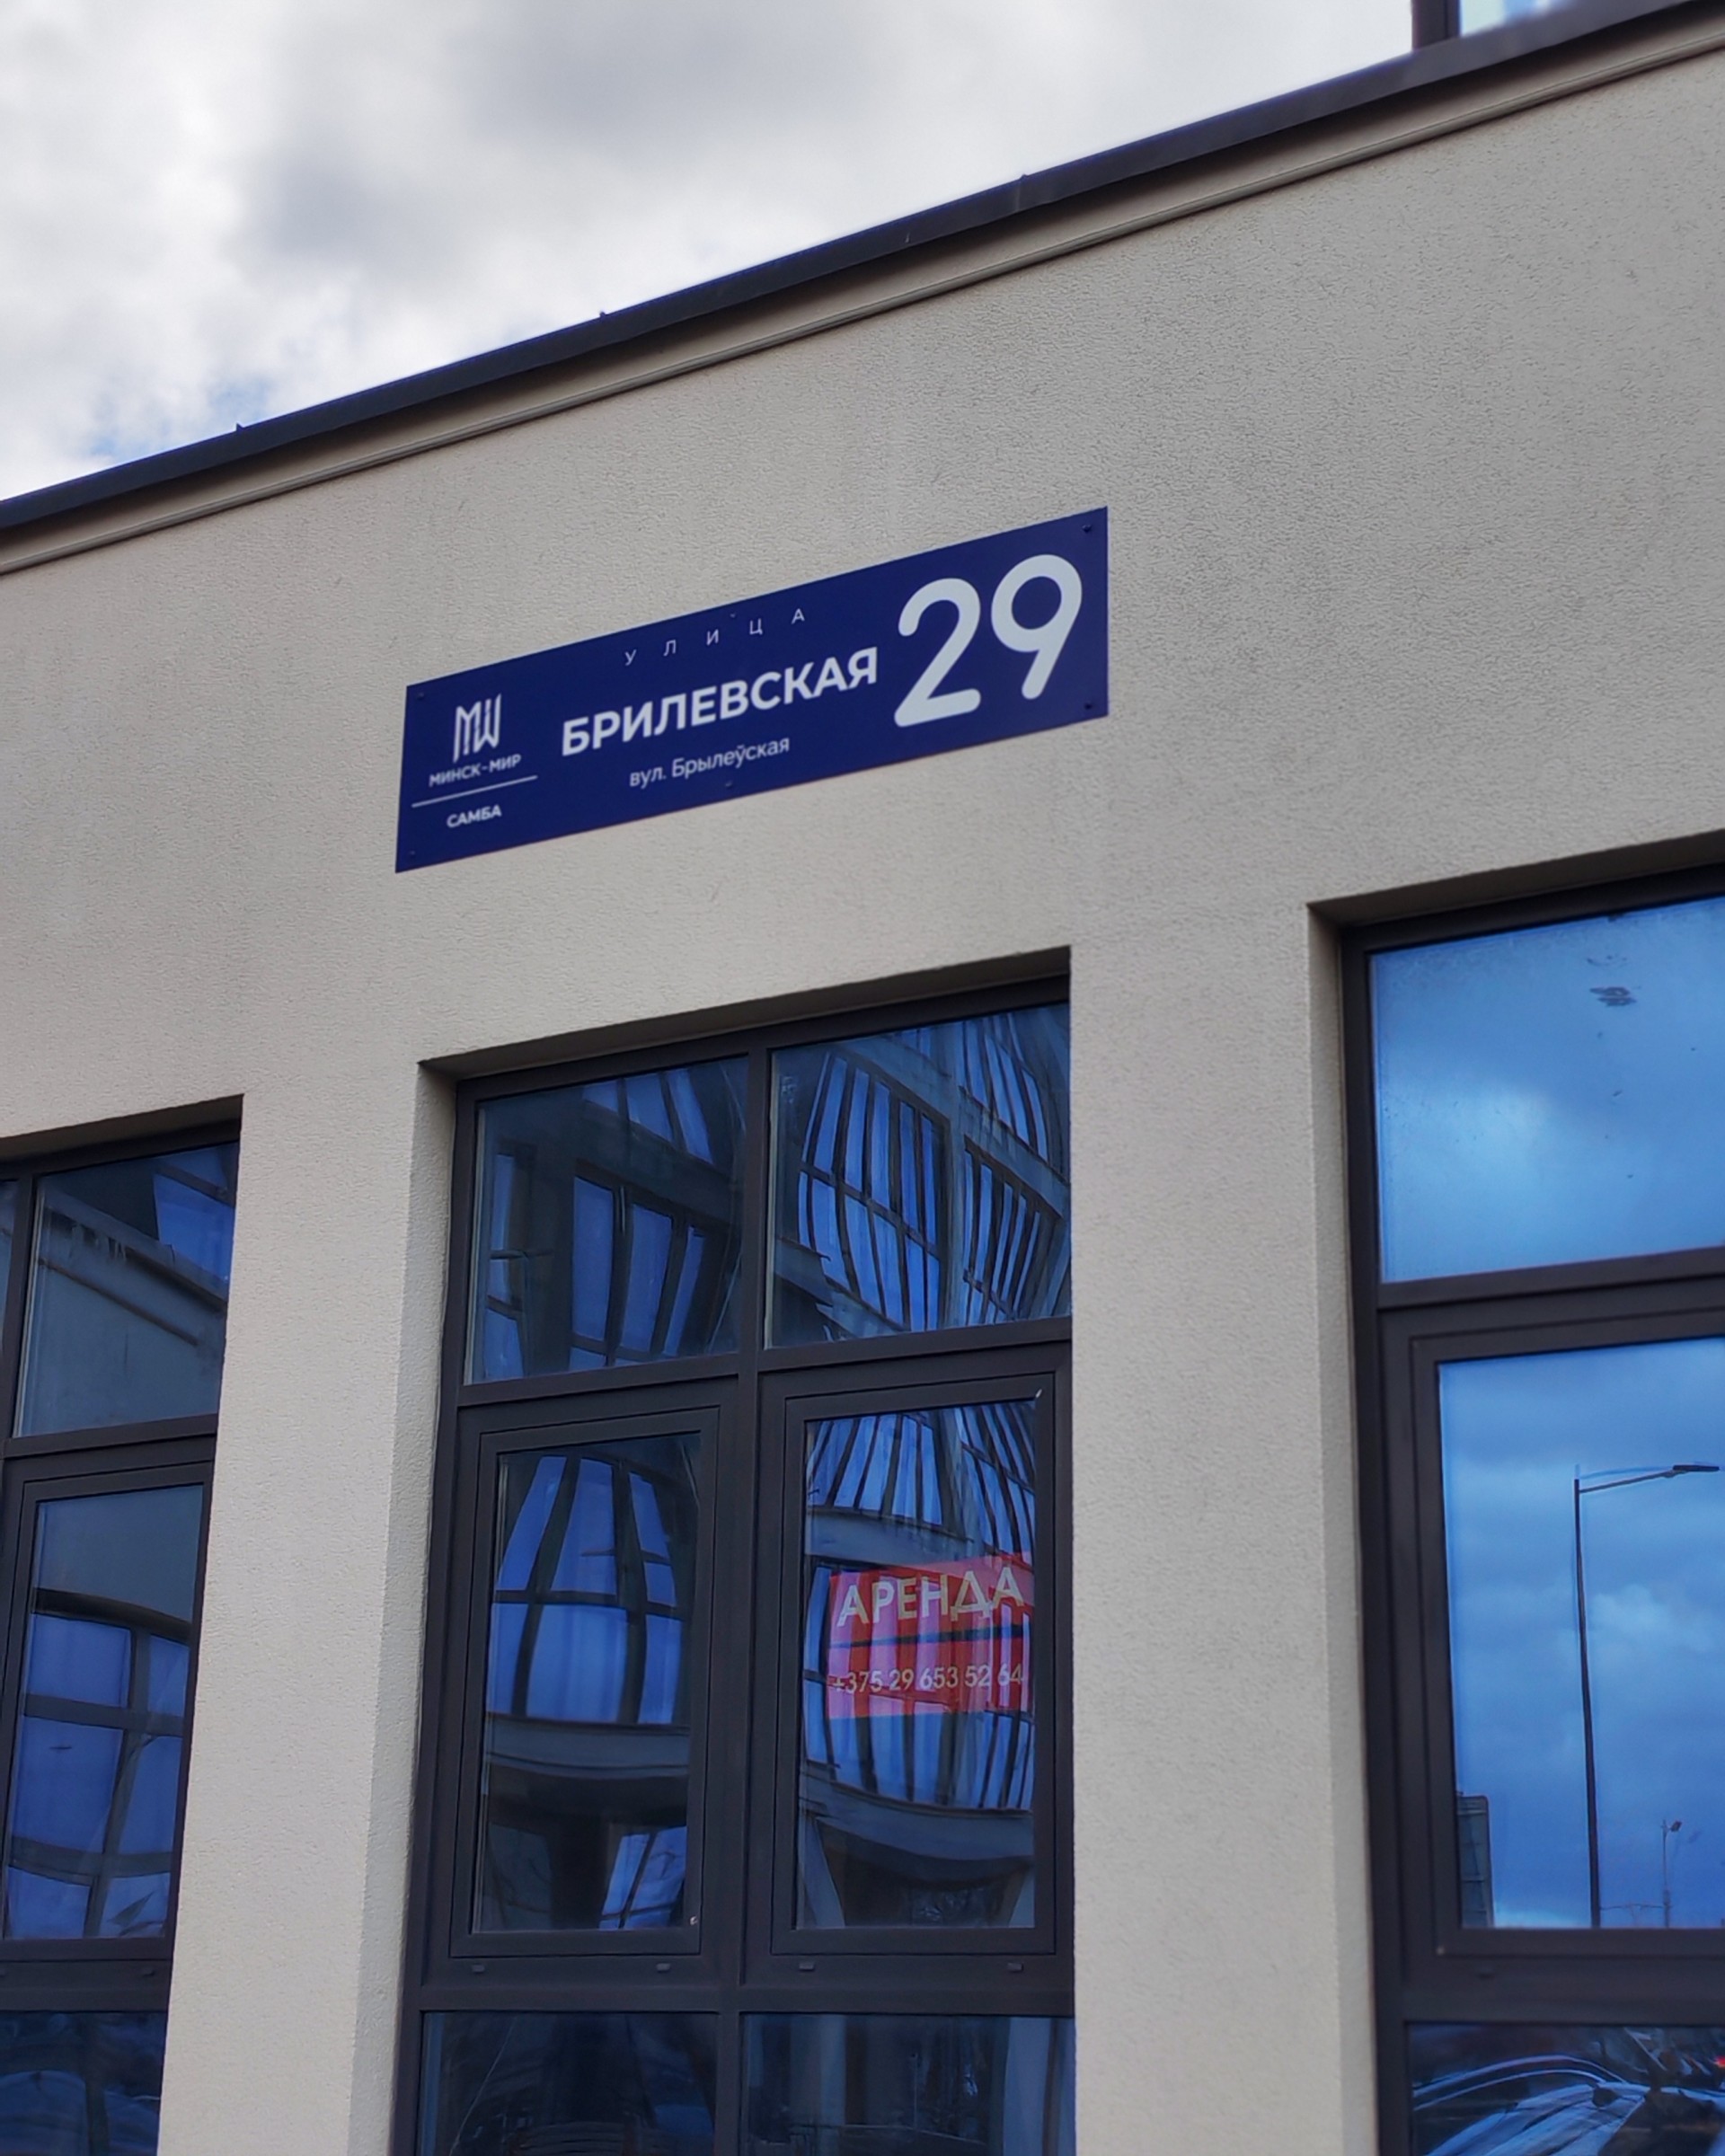 УЛИЦА
БРИЛЕВСКАЯ
29
вул. Брылеўская
МИНСК-МИР
САМБА
АРЕНДА
+375 29 653 52 64